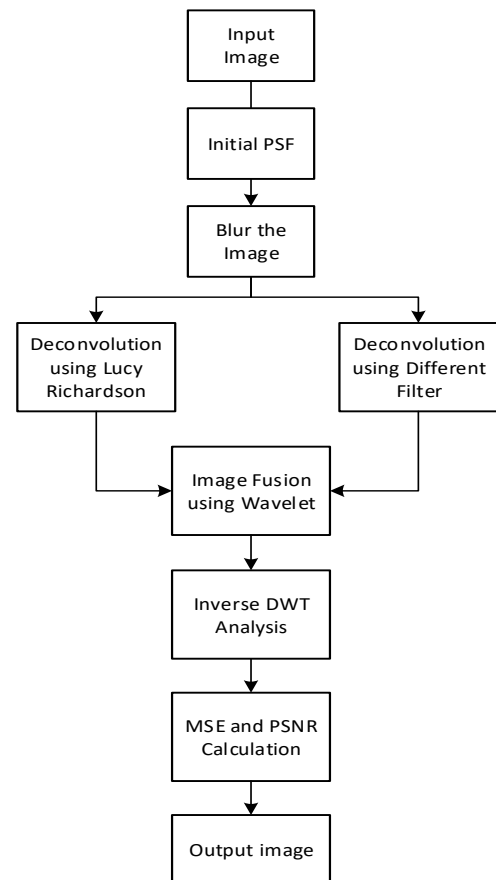 Input
Image
Initial PSF
Blur the
Image
Deconvolution
using Lucy
Richardson
Deconvolution
using Different
Filter
Image Fusion
using Wavelet
Inverse DWT
Analysis
MSE and PSNR
Calculation
Output image